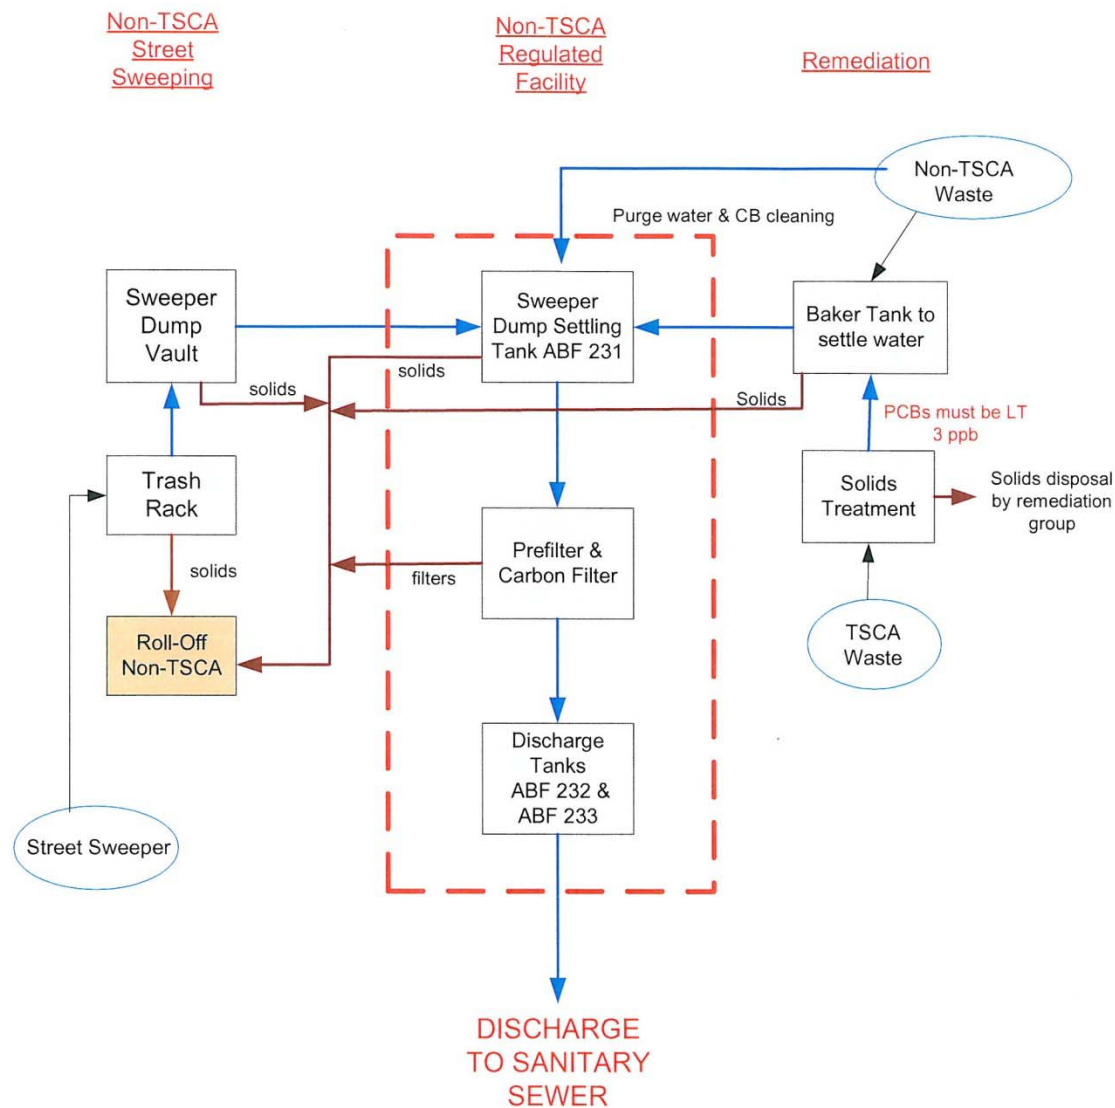 Non-TSCA
Street
Sweeping
Non-TSCA
Regulated
Facility
Remediation
Non-TSCA
Waste
Purge water & CB cleaning
Sweeper
Dump
Vault
Sweeper
Dump Settling
Tank ABF 231
Baker Tank to
settle water
solids
solids
Solids
PCBs must be LT
3 ppb
Trash
Rack
Solids
Treatment
Solids disposal
by remediation
group
Prefilter &
Carbon Filter
solids
filters
Roll-Off
Non-TSCA
TSCA
Waste
Discharge
Tanks
ABF 232 &
ABF 233
Street Sweeper
DISCHARGE
TO SANITARY
SEWER